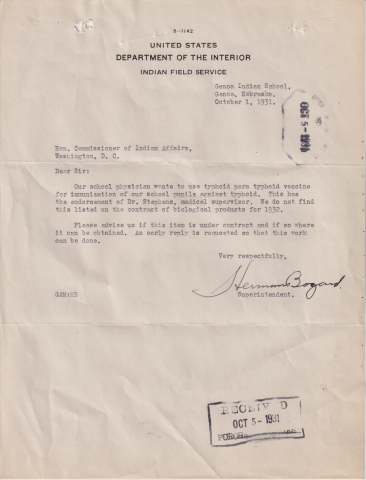 5-1142
UNITED STATES
DEPARTMENT OF THE INTERIOR
INDIAN FIELD SERVICE
Genoa Indian School,
Genoa, Nebraska,
October 1, 1931.
OCT 5 - 1931
Hon. Commissioner of Indian Affairs,
Washington, D. C.
Dear Sir:
Our school physician wants to use typhoid para typhoid vaccine
for immunization of our school pupils against typhoid. This has
the endorsement of Dr. Stephens, medical supervisor. We do not find
this listed on the contract of biological products for 1932.
Please advise us if this item is under contract and if so where
it can be obtained. An early reply is requested so that this work
can be done.
Very respectfully,
Herman Bogard.
Superintendent.
RECEIV D
OCT 5 - 1931